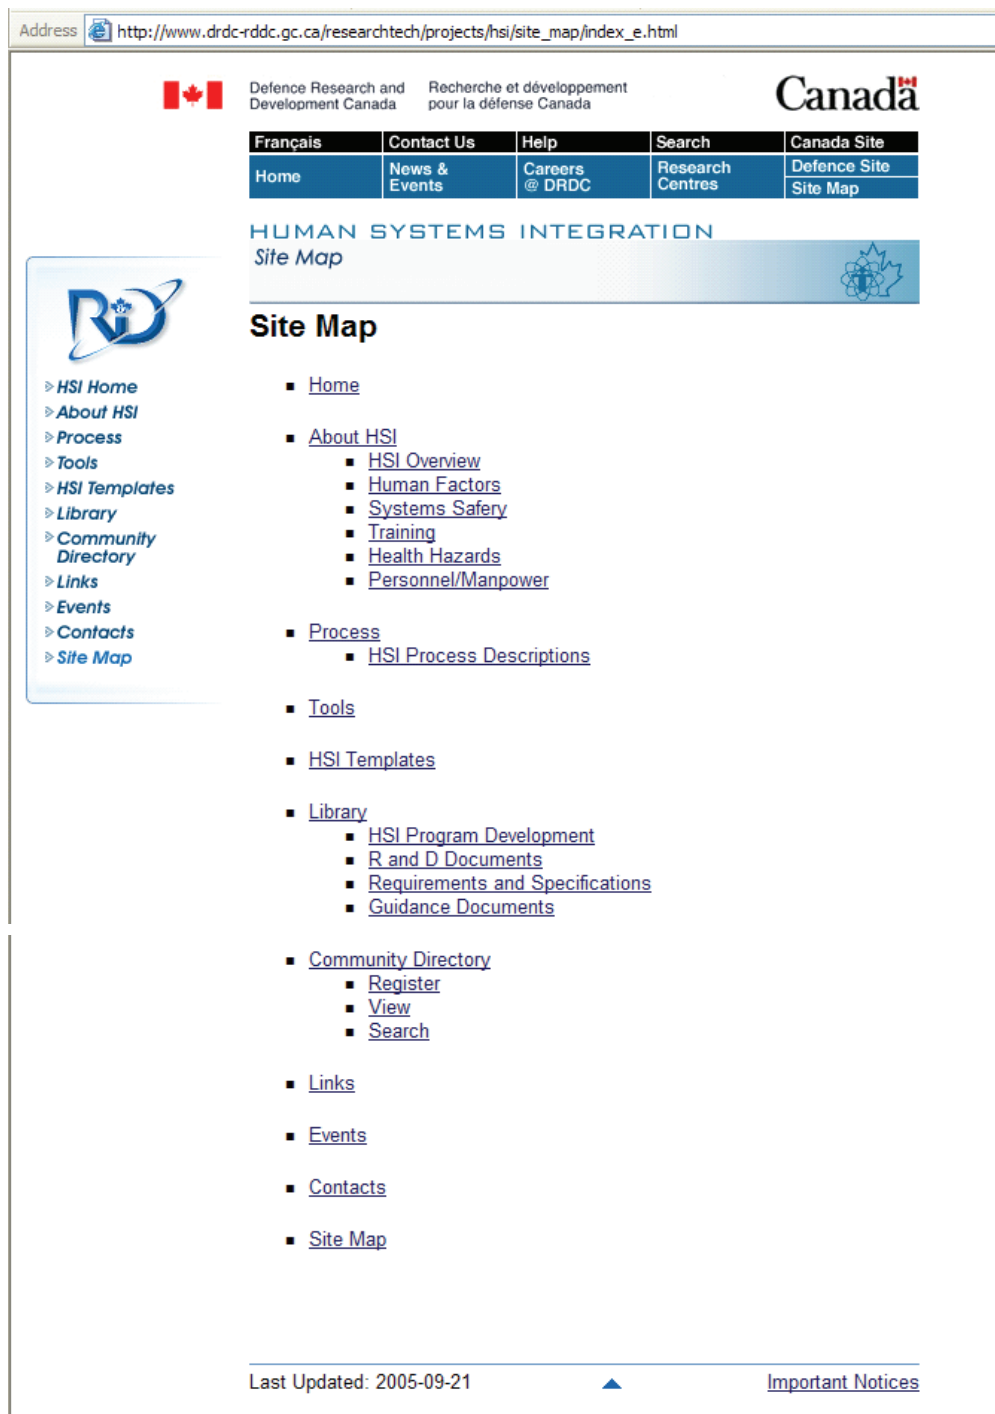 Address http://www.drdc-rddc.gc.ca/researchtech/projects/hsi/site_map/index_e.html
Defence Research and Development Canada
Recherche et développement pour la défense Canada
Canada
Français Contact Us Help Search Canada Site
Home News & Events Careers @ DRDC Research Centres Defence Site
Site Map
HUMAN SYSTEMS INTEGRATION
Site Map
HSI Home
About HSI
Process
Tools
HSI Templates
Library
Community
Directory
Links
Events
Contacts
Site Map
Site Map
Home
About HSI
HSI Overview
Human Factors
Systems Safery
Training
Health Hazards
Personnel/Manpower
Process
HSI Process Descriptions
Tools
HSI Templates
Library
HSI Program Development
R and D Documents
Requirements and Specifications
Guidance Documents
Community Directory
Register
View
Search
Links
Events
Contacts
Site Map
Last Updated: 2005-09-21 Important Notices